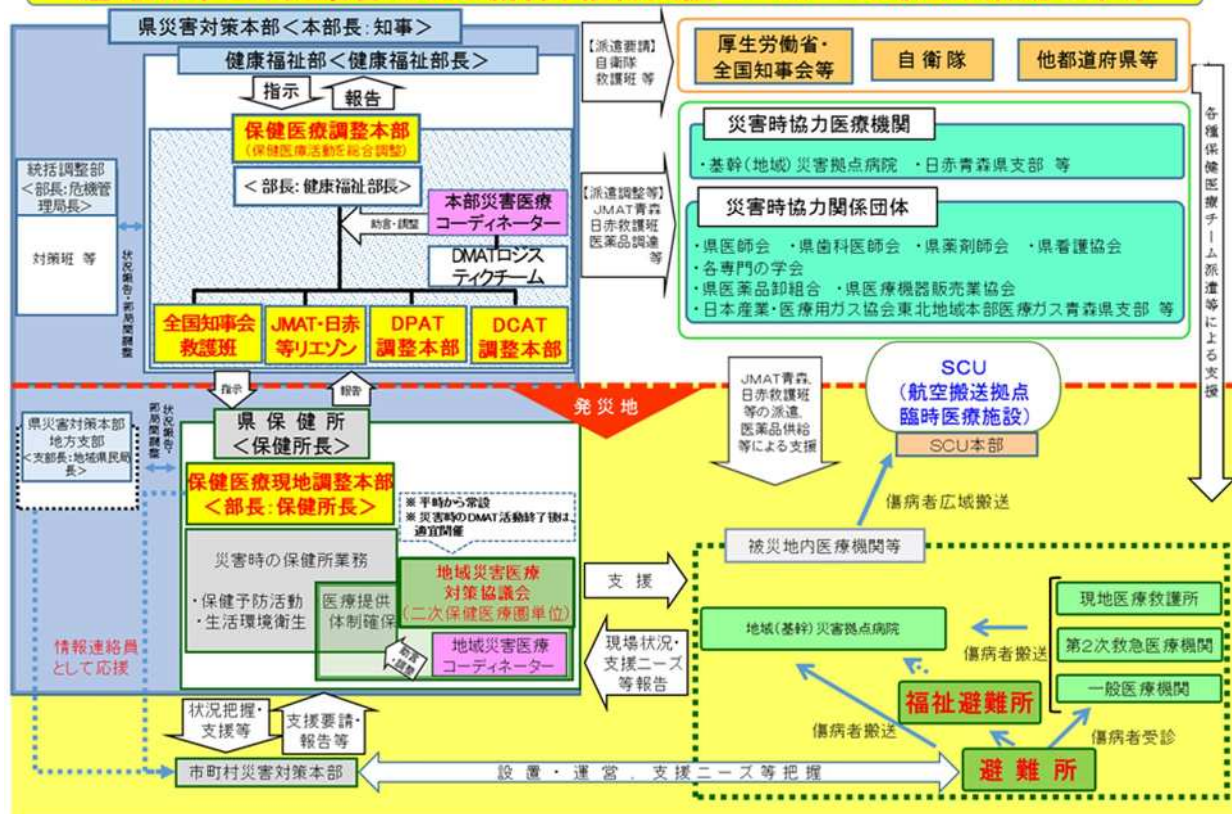 県災害対策本部<本部長:知事>
健康福祉部<健康福祉部長>
指示
報告
保健医療調整本部
(保健医療活動を総合調整)
<部長:健康福祉部長>
助言・調整
本部災害医療
コーディネーター
DMATロジス
ティクチーム
全国知事会
救護班
JMAT・日赤
等リエゾン
DPAT
調整本部
DCAT
調整本部
統括調整部
<部長:危機管
理局長>
対策班 等
状況報告・部局間調整
【派遣要請】
自衛隊
救護班 等
厚生労働省・
全国知事会等
自衛隊
他都道府県等
【派遣調整等】
JMAT青森
日赤救護班
医薬品調達
等
災害時協力医療機関
・基幹(地域)災害拠点病院 ・日赤青森県支部 等
災害時協力関係団体
・県医師会 ・県歯科医師会 ・県薬剤師会 ・県看護協会
・各専門の学会
・県医薬品卸組合 ・県医療機器販売業協会
・日本産業・医療用ガス協会東北地域本部医療ガス青森県支部 等
各種保健医療チーム派遣等による支援
指示
報告
発災地
JMAT青森、
日赤救護班
等の派遣、
医薬品供給
等による支援
SCU
(航空搬送拠点
臨時医療施設)
SCU本部
県災害対策本部
地方支部
<支部長:地域県民局
長>
状況報告・
部局間調整
県保健所
<保健所長>
保健医療現地調整本部
<部長:保健所長>
※ 平時から常設
※ 災害時のDMAT活動終了後は、
適宜開催
災害時の保健所業務
・保健予防活動
・生活環境衛生
医療提供
体制確保
地域災害医療
対策協議会
(二次保健医療圏単位)
地域災害医療
コーディネーター
助言・調整
情報連絡員
として応援
支援
現場状況・
支援ニーズ
等報告
傷病者広域搬送
被災地内医療機関等
地域(基幹)災害拠点病院
現地医療救護所
第2次救急医療機関
一般医療機関
傷病者搬送
福祉避難所
傷病者搬送
傷病者受診
避難所
状況把握・
支援等
支援要請・
報告等
市町村災害対策本部
設置・運営、支援ニーズ等把握